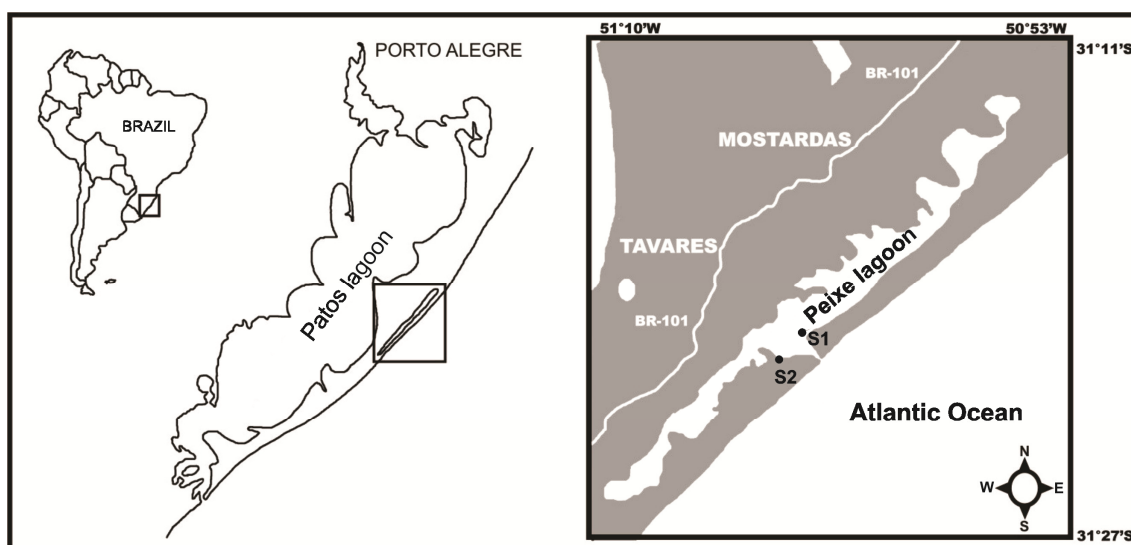 PORTO ALEGRE
BRAZIL
Patos lagoon
51°10'W
50°53'W
31°11'S
BR-101
MOSTARDAS
TAVARES
Peixe lagoon
BR-101
S1
S2
Atlantic Ocean
N
W
E
S
31°27'S